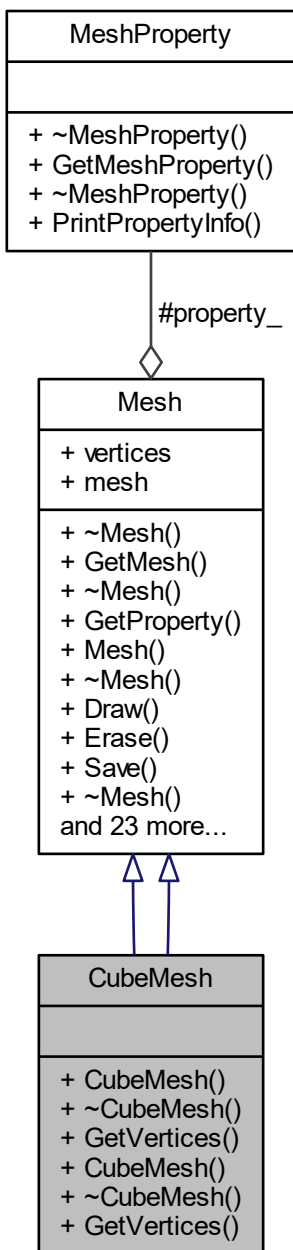 MeshProperty
+ ~MeshProperty()
+ GetMeshProperty()
+ ~MeshProperty()
+ PrintPropertyInfo()
#property_
Mesh
+ vertices
+ mesh
+ ~Mesh()
+ GetMesh()
+ ~Mesh()
+ GetProperty()
+ Mesh()
+ ~Mesh()
+ Draw()
+ Erase()
+ Save()
+ ~Mesh()
and 23 more...
CubeMesh
+ CubeMesh()
+ ~CubeMesh()
+ GetVertices()
+ CubeMesh()
+ ~CubeMesh()
+ GetVertices()